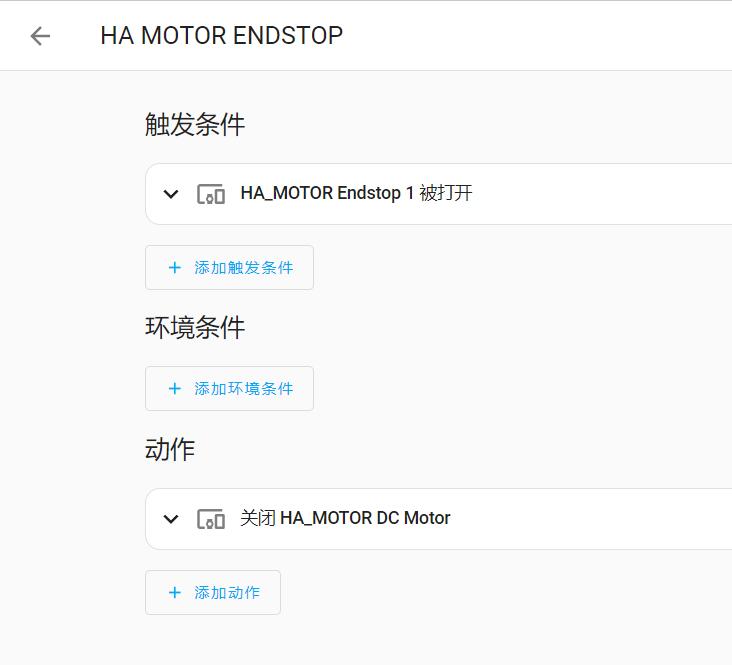 HA MOTOR ENDSTOP
触发条件
HA_MOTOR Endstop 1 被打开
+ 添加触发条件
环境条件
+ 添加环境条件
动作
关闭 HA_MOTOR DC Motor
+ 添加动作